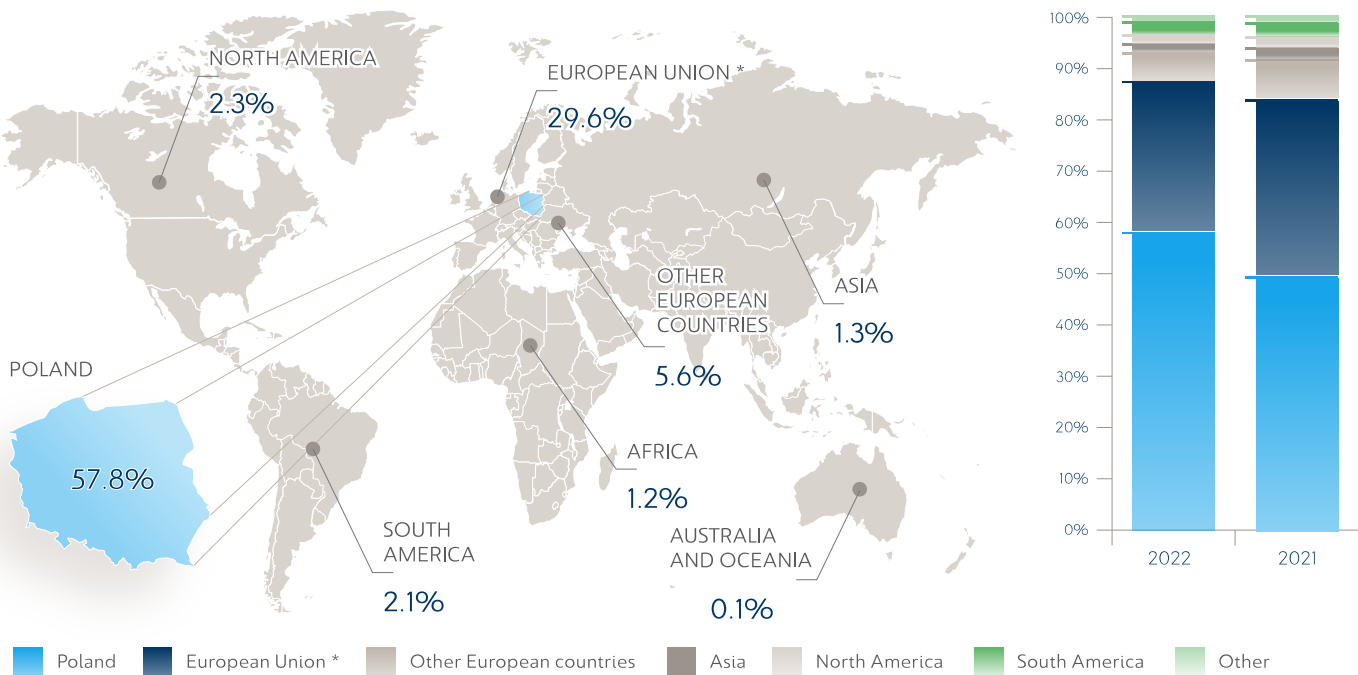 NORTH AMERICA
2.3%
EUROPEAN UNION *
29.6%
OTHER
EUROPEAN
COUNTRIES
5.6%
ASIA
1.3%
POLAND
57.8%
AFRICA
1.2%
SOUTH
AMERICA
2.1%
AUSTRALIA
AND OCEANIA
0.1%
100%
90%
80%
70%
60%
50%
40%
30%
20%
10%
0%
2022 2021
Poland European Union * Other European countries Asia North America South America Other